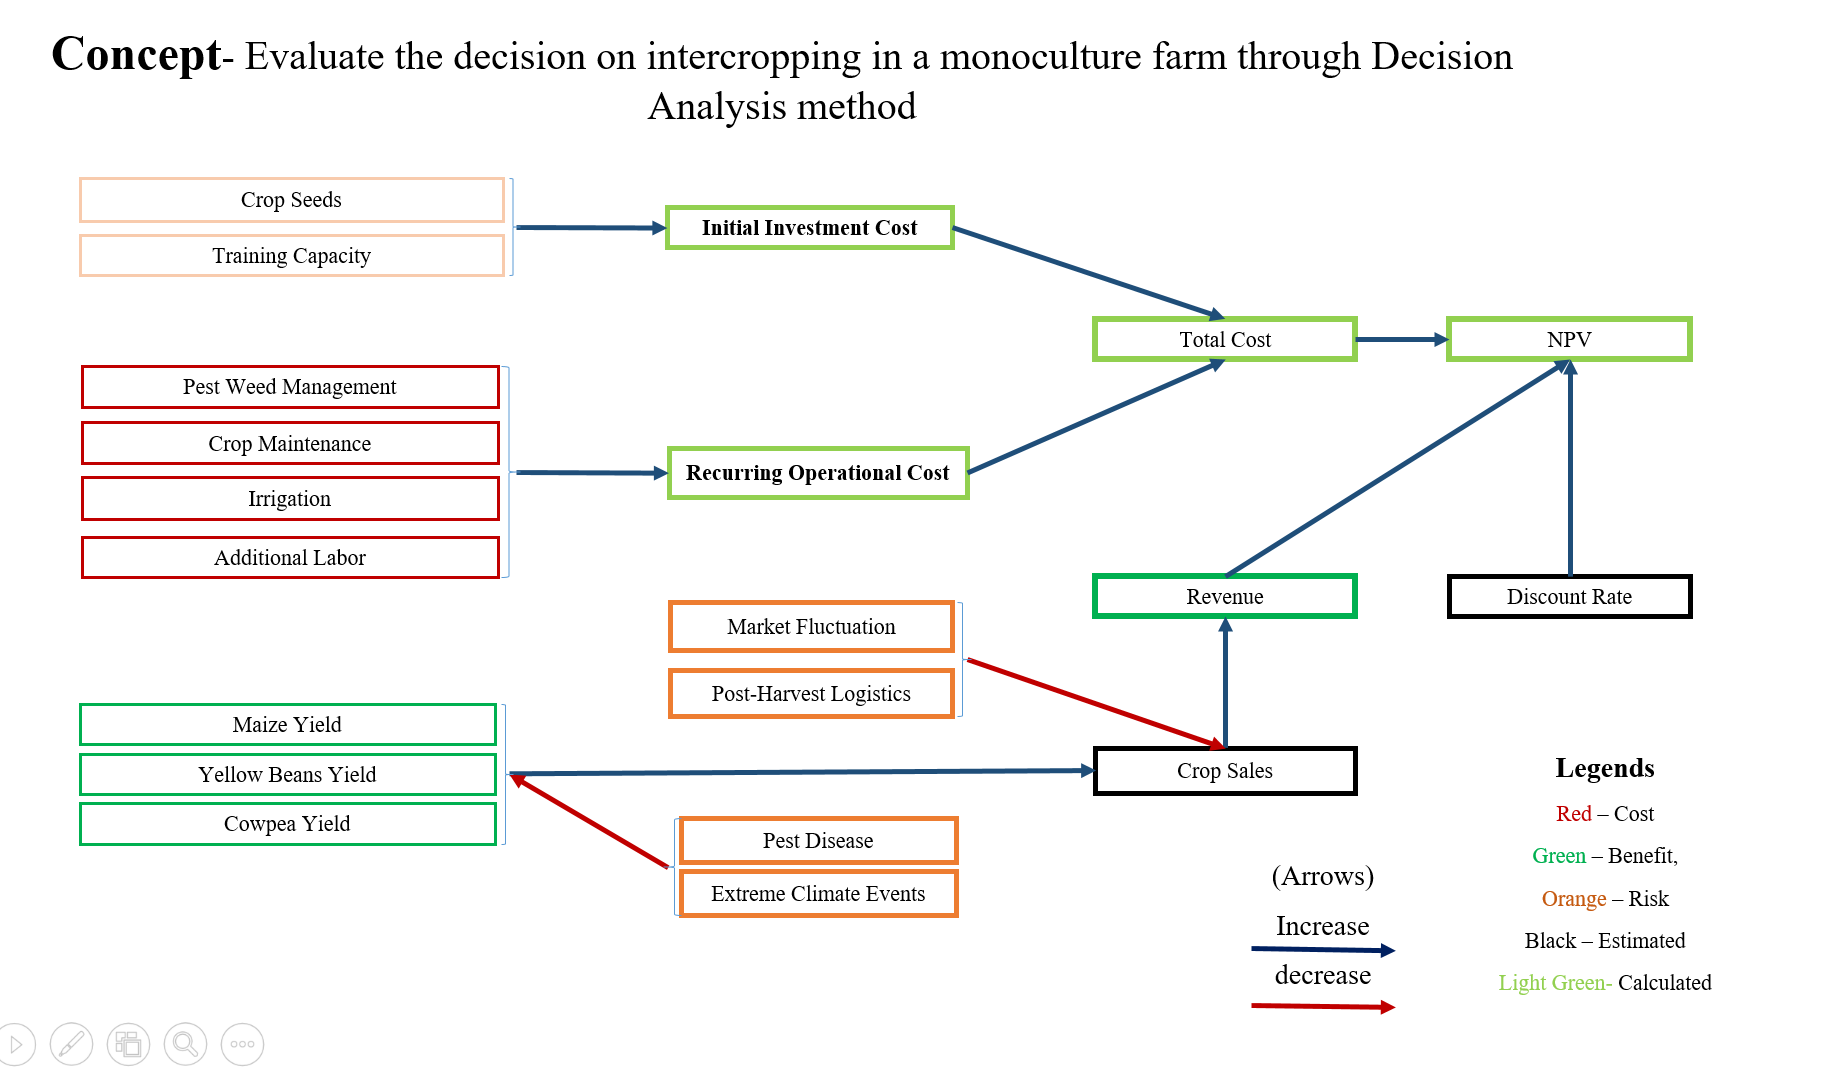 Concept- Evaluate the decision on intercropping in a monoculture farm through Decision
Analysis method
Crop Seeds
Training Capacity
Initial Investment Cost
Total Cost
NPV
Pest Weed Management
Crop Maintenance
Irrigation
Additional Labor
Recurring Operational Cost
Revenue
Discount Rate
Market Fluctuation
Post-Harvest Logistics
Maize Yield
Yellow Beans Yield
Cowpea Yield
Crop Sales
Pest Disease
Extreme Climate Events
(Arrows)
Increase
decrease
Legends
Red – Cost
Green – Benefit,
Orange – Risk
Black – Estimated
Light Green- Calculated